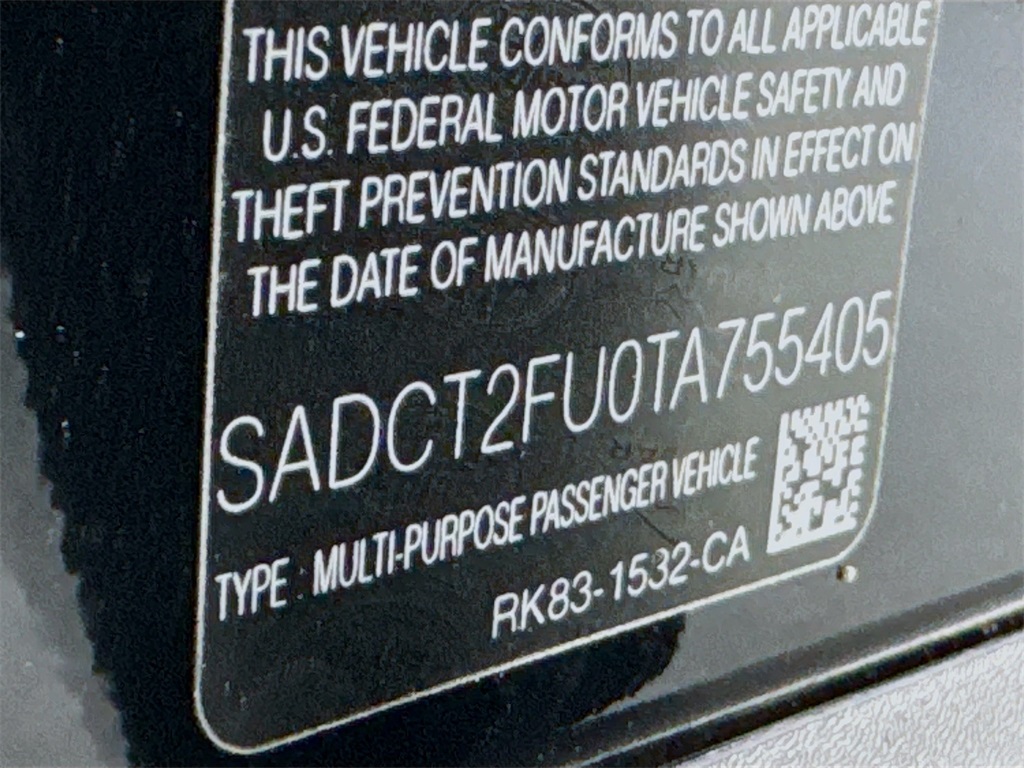 THIS VEHICLE CONFORMS TO ALL APPLICABLE
U.S. FEDERAL MOTOR VEHICLE SAFETY AND
THEFT PREVENTION STANDARDS IN EFFECT ON
THE DATE OF MANUFACTURE SHOWN ABOVE
SADCT2FU0TA755405
TYPE : MULTI-PURPOSE PASSENGER VEHICLE
RK83-1532-CA